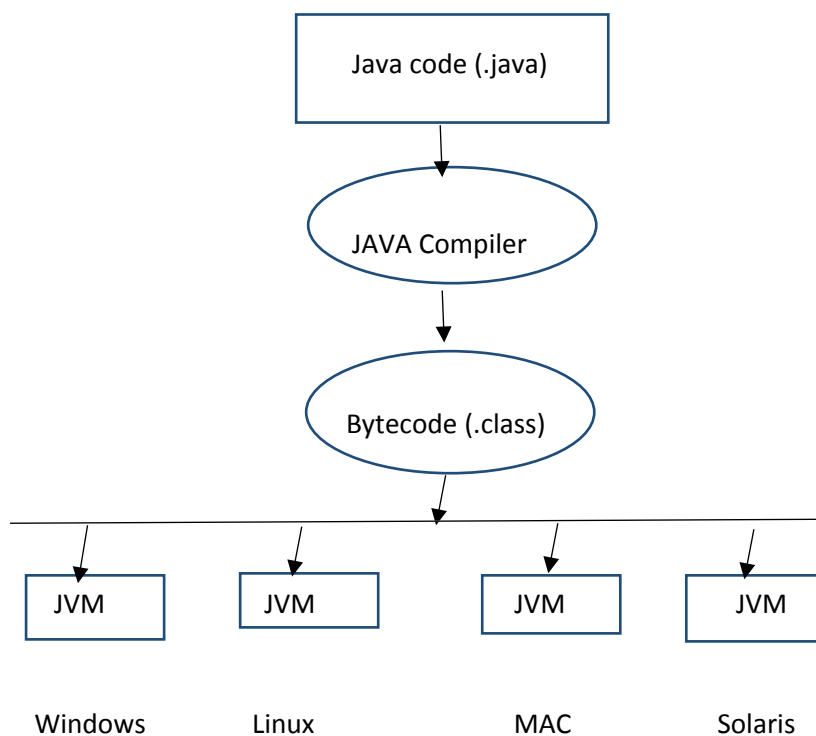 Java code (.java)
JAVA Compiler
Bytecode (.class)
JVM JVM JVM JVM
Windows Linux MAC Solaris